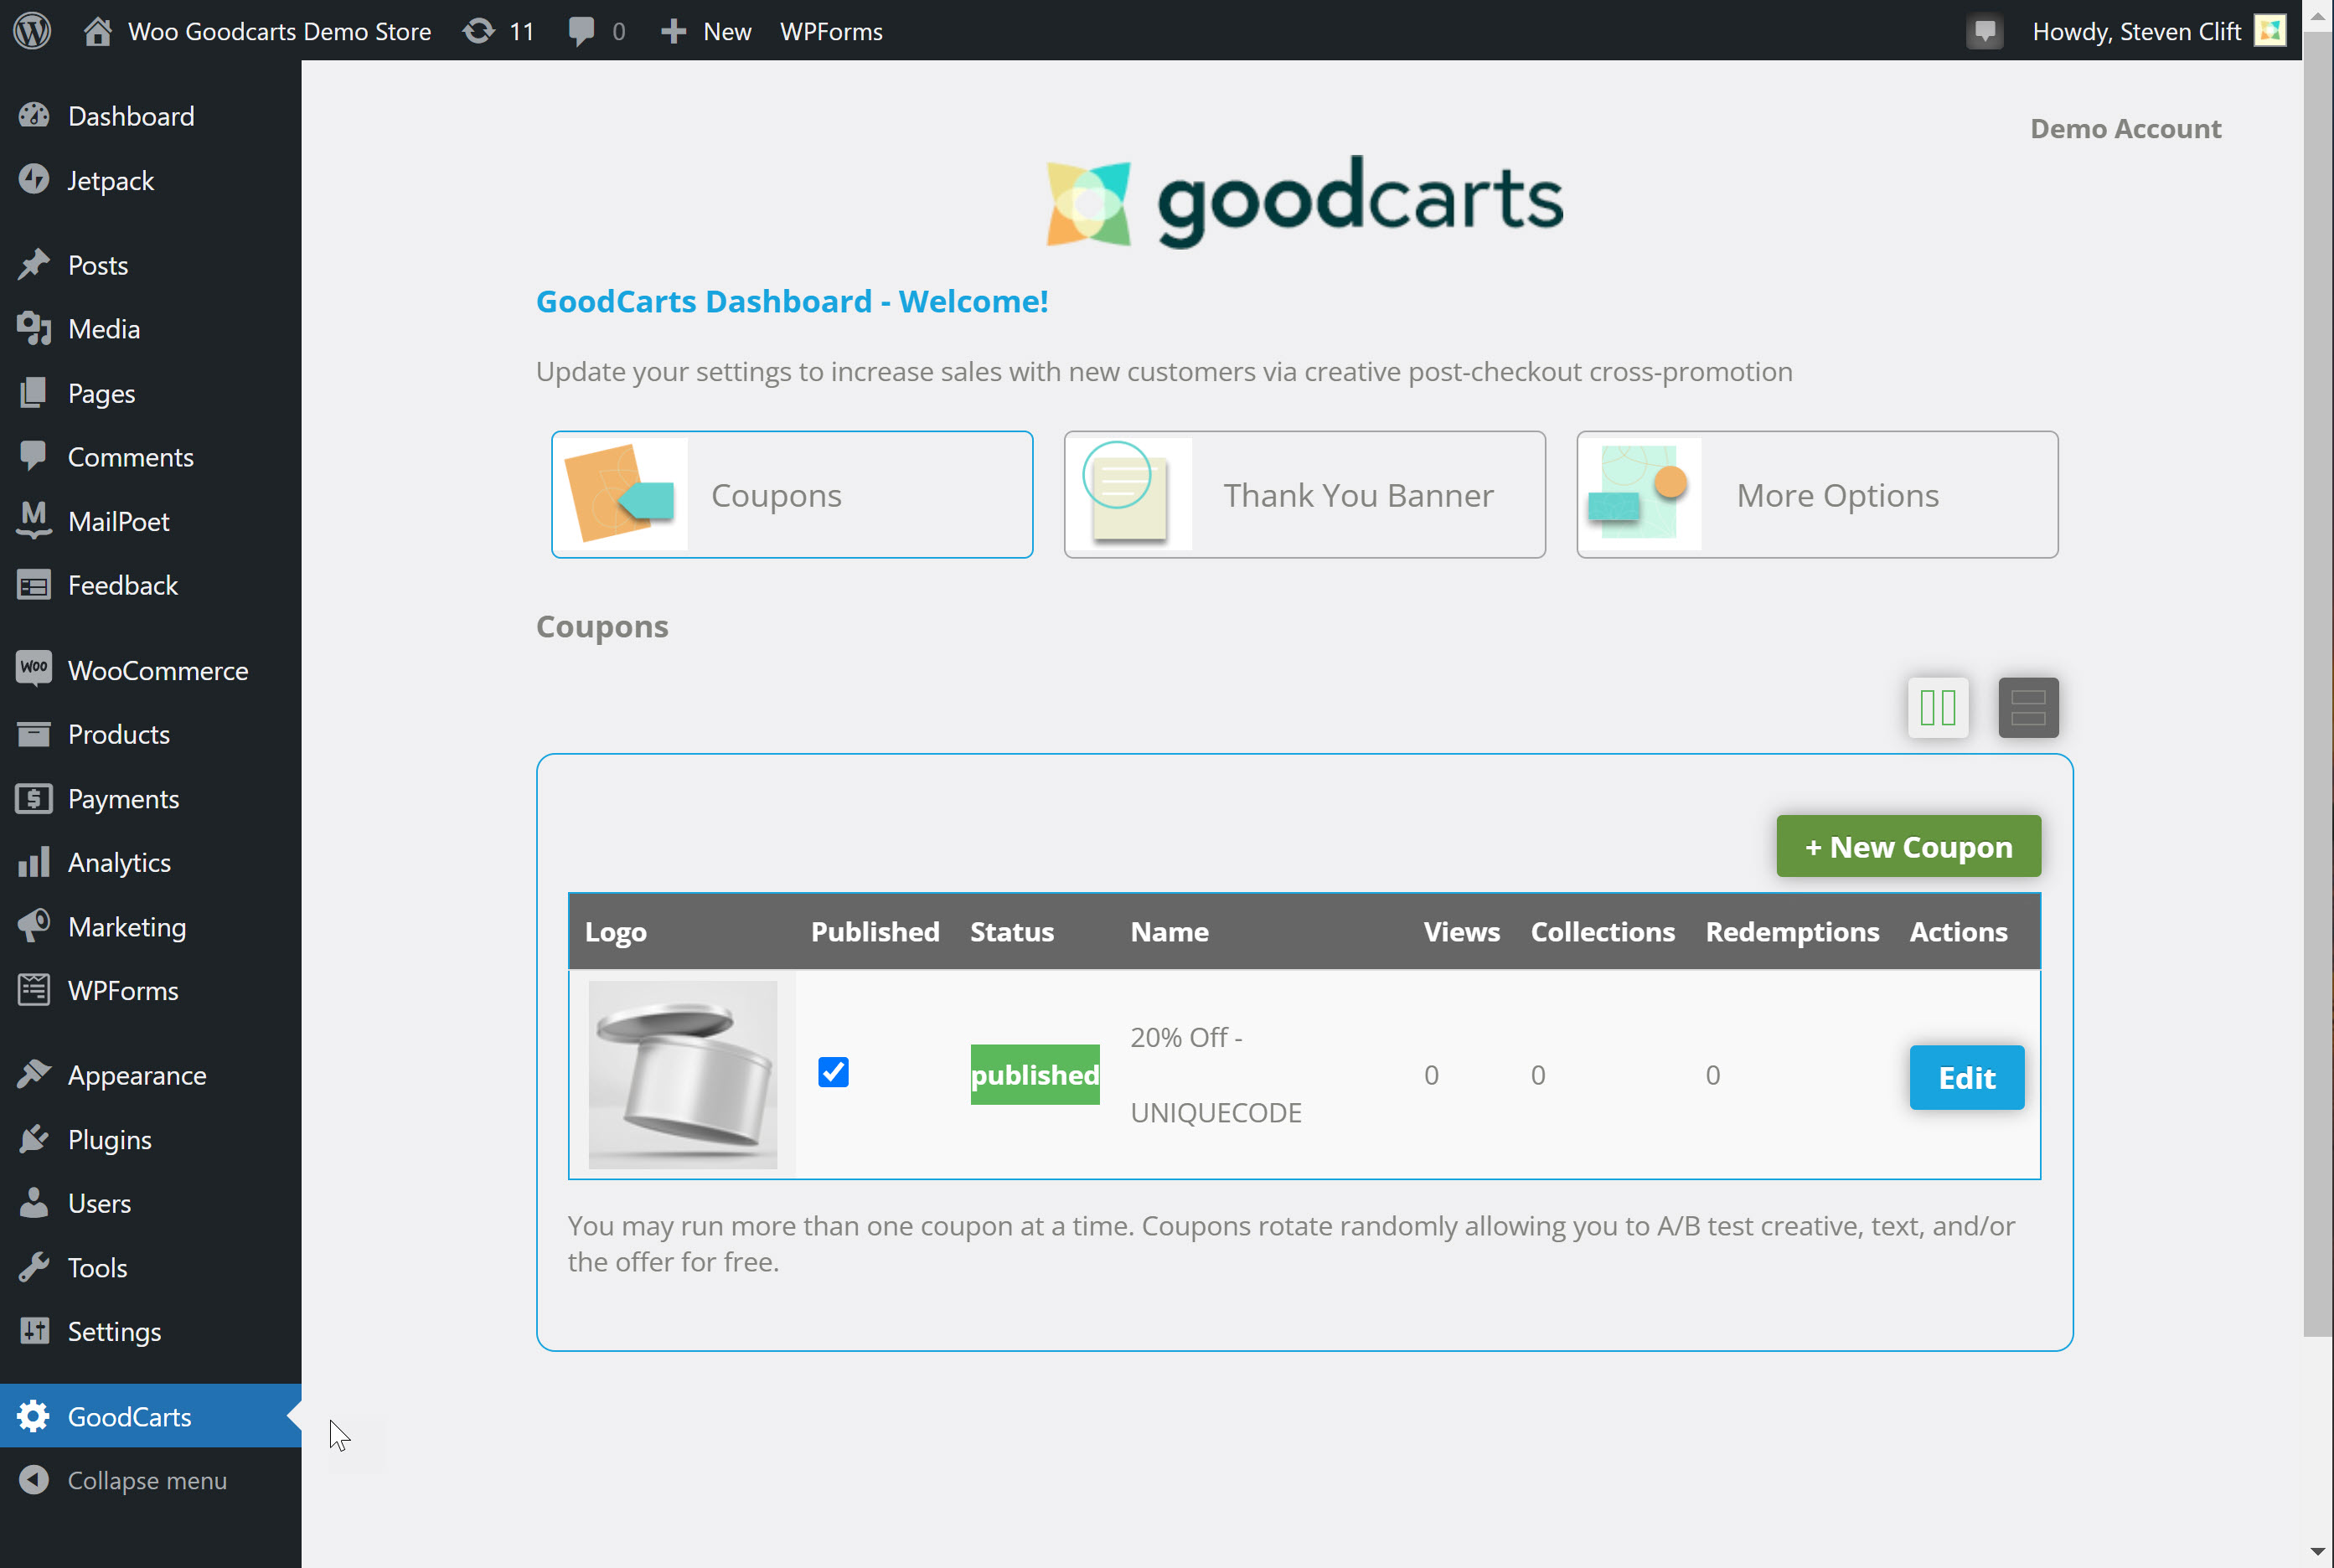 Woo Goodcarts Demo Store 11 0 New WPForms Howdy, Steven Clift
Dashboard
Jetpack
Posts
Media
Pages
Comments
MailPoet
Feedback
WooCommerce
Products
Payments
Analytics
Marketing
WPForms
Appearance
Plugins
Users
Tools
Settings
GoodCarts
Collapse menu
Demo Account
goodcarts
GoodCarts Dashboard - Welcome!
Update your settings to increase sales with new customers via creative post-checkout cross-promotion
Coupons
Thank You Banner
More Options
Coupons
+ New Coupon
Logo Published Status Name Views Collections Redemptions Actions
published 20% Off - UNIQUECODE 0 0 0 Edit
You may run more than one coupon at a time. Coupons rotate randomly allowing you to A/B test creative, text, and/or
the offer for free.